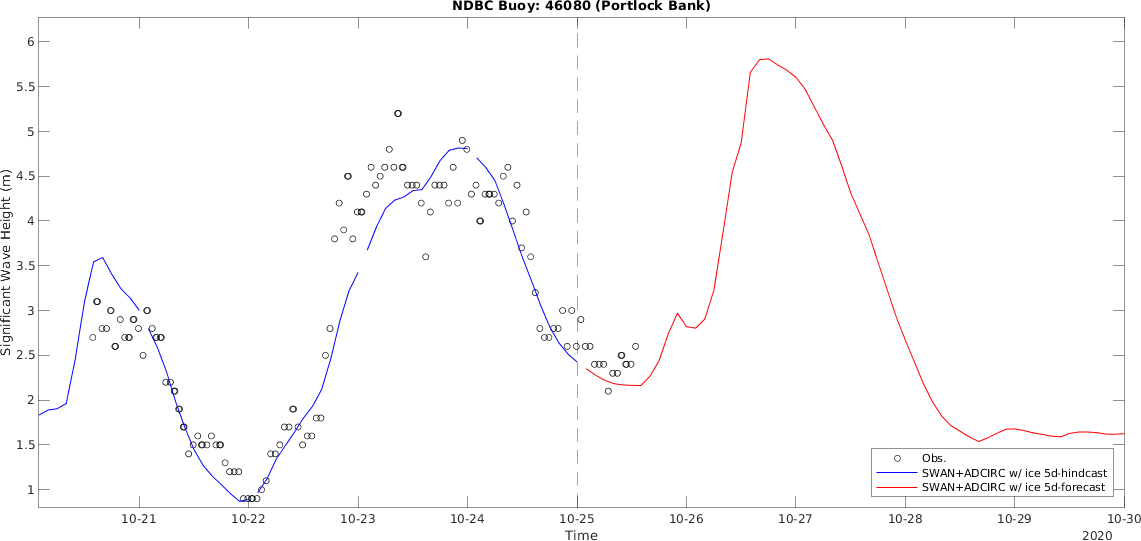 NDBC Buoy: 46080 (Portlock Bank)
Significant Wave Height (m)
6
5.5
5
4.5
4
3.5
3
2.5
2
1.5
1
Obs.
SWAN+ADCIRC w/ ice 5d-hindcast
SWAN+ADCIRC w/ ice 5d-forecast
10-21 10-22 10-23 10-24 10-25 10-26 10-27 10-28 10-29 10-30
Time
2020